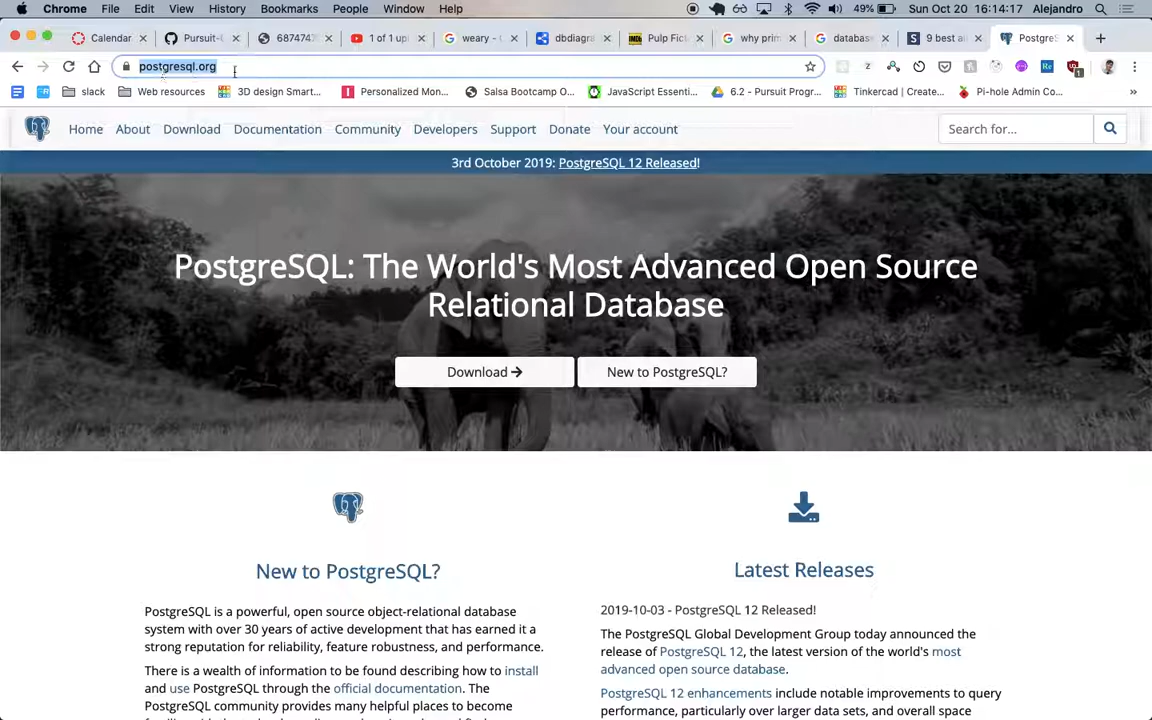 Chrome File Edit View History Bookmarks People Window Help 49% Sun Oct 20 16:14:17 Alejandro
Calendar Pursuit- 687474 1 of 1 up weary - dbdiagr Pulp Fic why prim database 9 best a Postgre
postgresql.org
slack Web resources 3D design Smart... Personalized Mon... Salsa Bootcamp O... JavaScript Essenti... 6.2 - Pursuit Progr... Tinkercad | Create... Pi-hole Admin Co... »
Home About Download Documentation Community Developers Support Donate Your account Search for...
3rd October 2019: PostgreSQL 12 Released!
PostgreSQL: The World's Most Advanced Open Source
Relational Database
Download → New to PostgreSQL?
New to PostgreSQL?
PostgreSQL is a powerful, open source object-relational database
system with over 30 years of active development that has earned it a
strong reputation for reliability, feature robustness, and performance.
There is a wealth of information to be found describing how to install
and use PostgreSQL through the official documentation. The
PostgreSQL community provides many helpful places to become
Latest Releases
2019-10-03 - PostgreSQL 12 Released!
The PostgreSQL Global Development Group today announced the
release of PostgreSQL 12, the latest version of the world's most
advanced open source database.
PostgreSQL 12 enhancements include notable improvements to query
performance, particularly over larger data sets, and overall space